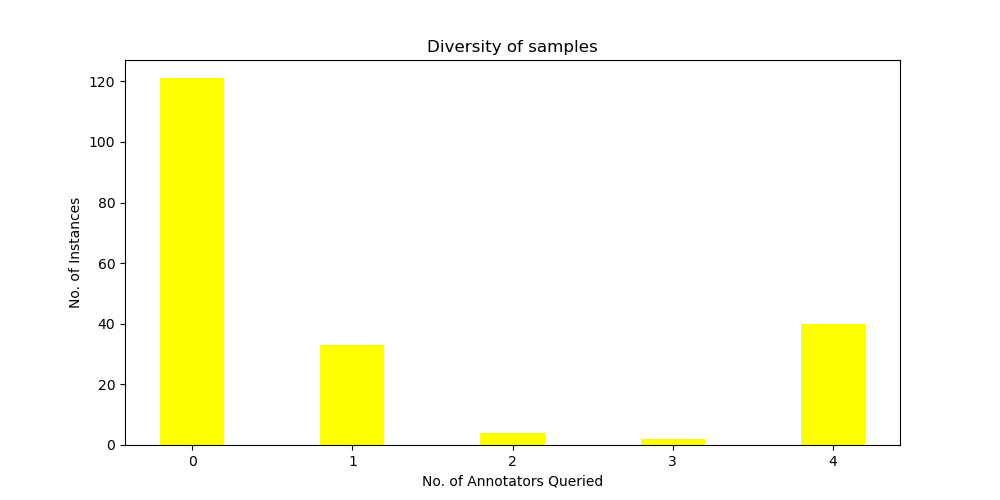 Diversity of samples
120
100
80
60
40
20
0
No. of Instances
0 1 2 3 4
No. of Annotators Queried